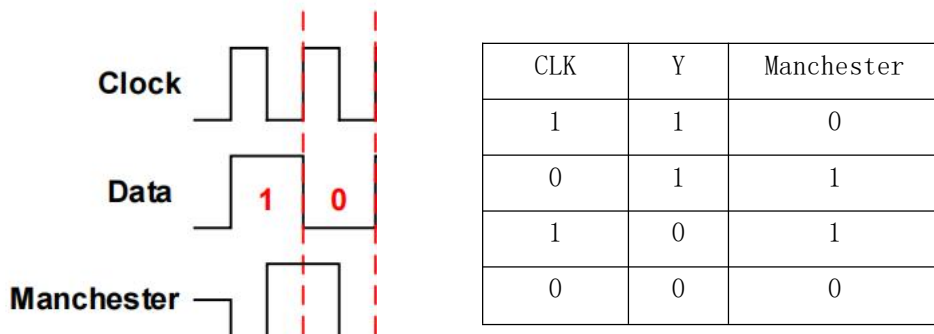 Clock
Data 1 0
Manchester
CLK Y Manchester
1 1 0
0 1 1
1 0 1
0 0 0